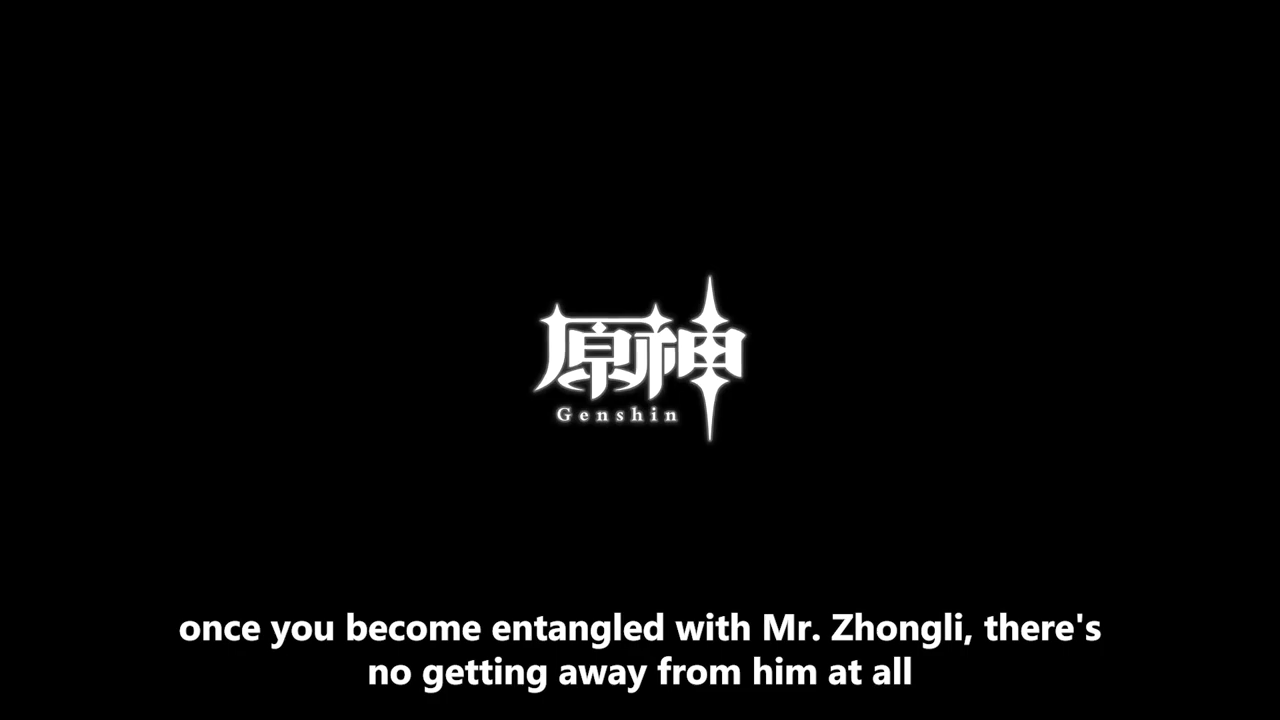 原神
Genshin
once you become entangled with Mr. Zhongli, there's
no getting away from him at all